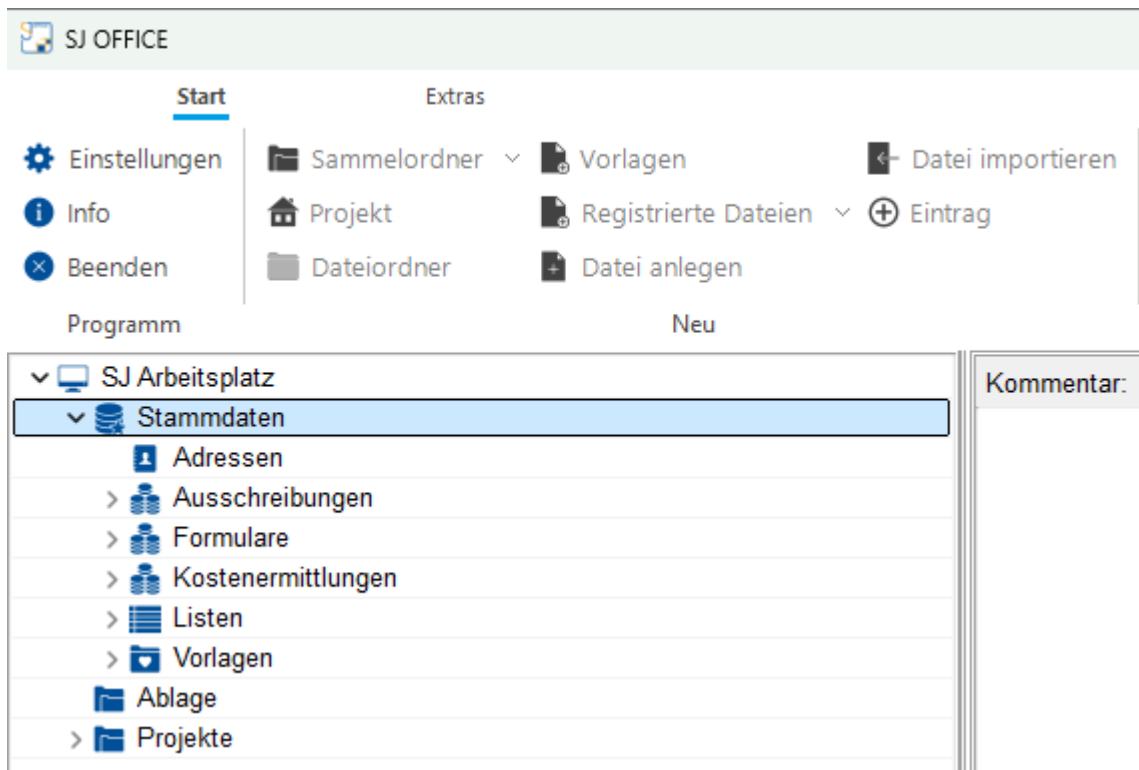 SJ OFFICE
Start Extras
Einstellungen Sammelordner Vorlagen Datei importieren
Info Projekt Registrierte Dateien Eintrag
Beenden Dateiordner Datei anlegen
Programm Neu
SJ Arbeitsplatz Kommentar:
Stammdaten
Adressen
Ausschreibungen
Formulare
Kostenermittlungen
Listen
Vorlagen
Ablage
Projekte